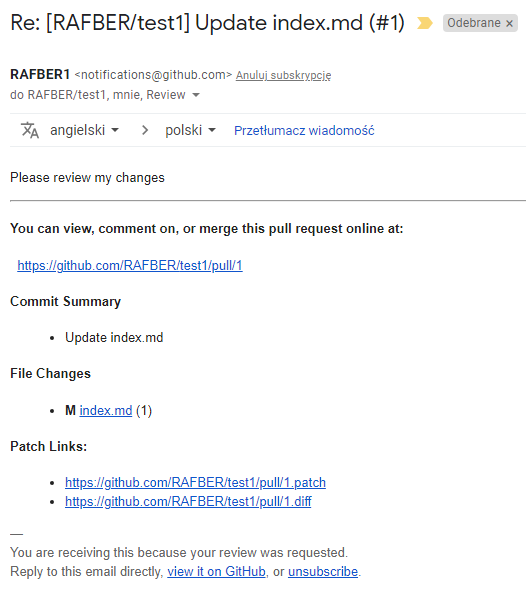 Re: [RAFBER/test1] Update index.md (#1) Odebrane ×
RAFBER1 <notifications@github.com> Anuluj subskrypcję
do RAFBER/test1, mnie, Review
angielski > polski Przetłumacz wiadomość
Please review my changes
You can view, comment on, or merge this pull request online at:
https://github.com/RAFBER/test1/pull/1
Commit Summary
• Update index.md
File Changes
• M index.md (1)
Patch Links:
• https://github.com/RAFBER/test1/pull/1.patch
• https://github.com/RAFBER/test1/pull/1.diff
—
You are receiving this because your review was requested.
Reply to this email directly, view it on GitHub, or unsubscribe.